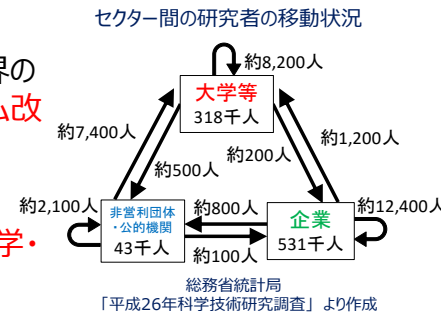 セクター間の研究者の移動状況
界の
ム改
学・
約8,200人
大学等
318千人
約7,400人
約500人
約200人
約1,200人
約2,100人
非営利団体
・公的機関
43千人
約800人
約100人
企業
531千人
約12,400人
総務省統計局
「平成26年科学技術研究調査」より作成